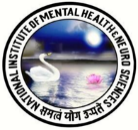 NATIONAL INSTITUTE OF MENTAL HEALTH & NEURO SCIENCES
समत्वं योग उच्यते